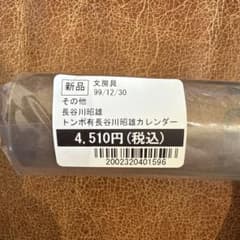 新品 文房具
99/12/30
その他
長谷川昭雄
トンボ有長谷川昭雄カレンダー
4,510円(税込)
2002320401596